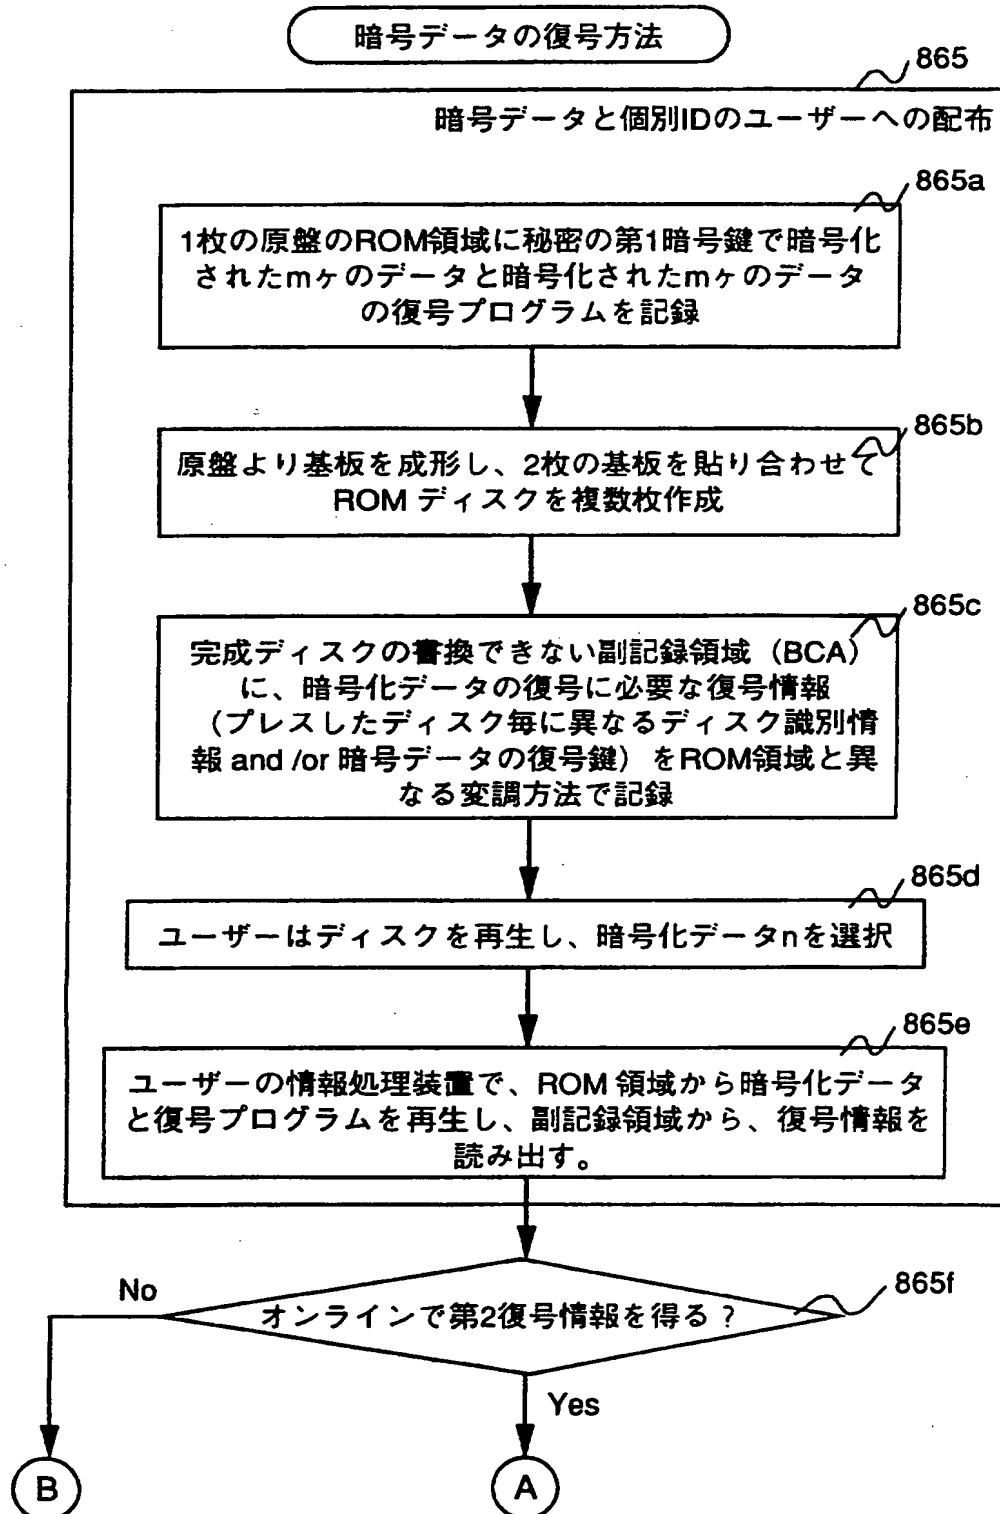 暗号データの復号方法
865
暗号データと個別IDのユーザーへの配布
865a
1枚の原盤のROM領域に秘密の第1暗号鍵で暗号化
されたmヶのデータと暗号化されたmヶのデータ
の復号プログラムを記録
865b
原盤より基板を成形し、2枚の基板を貼り合わせて
ROM ディスクを複数枚作成
865c
完成ディスクの書換できない副記録領域（BCA）
に、暗号化データの復号に必要な復号情報
（プレスしたディスク毎に異なるディスク識別情
報 and /or 暗号データの復号鍵）をROM領域と異
なる変調方法で記録
865d
ユーザーはディスクを再生し、暗号化データnを選択
865e
ユーザーの情報処理装置で、ROM 領域から暗号化データ
と復号プログラムを再生し、副記録領域から、復号情報を
読み出す。
865f
No
オンラインで第2復号情報を得る？
Yes
B
A